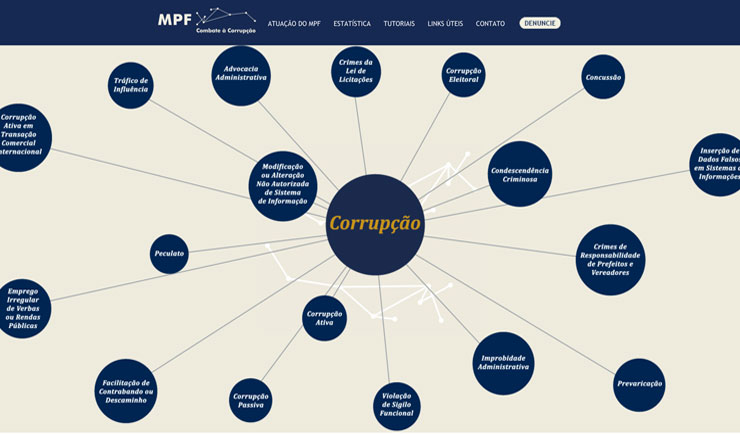 MPF
Combate à Corrupção
ATUAÇÃO DO MPF
ESTATÍSTICA
TUTORIAIS
LINKS ÚTEIS
CONTATO
DENUNCIE
Tráfico de
Influência
Advocacia
Administrativa
Crimes da
Lei de
Licitações
Corrupção
Eleitoral
Concussão
Corrupção
Ativa em
Transação
Comercial
Internacional
Modificação
ou Alteração
Não Autorizada
de Sistema
de Informação
Condescendência
Criminosa
Inserção de
Dados Falsos
em Sistemas de
Informações
Corrupção
Peculato
Crimes de
Responsabilidade
de Prefeitos e
Vereadores
Emprego
Irregular
de Verbas
ou Rendas
Públicas
Corrupção
Ativa
Improbidade
Administrativa
Facilitação de
Contrabando ou
Descaminho
Corrupção
Passiva
Violação
de Sigilo
Funcional
Prevaricação